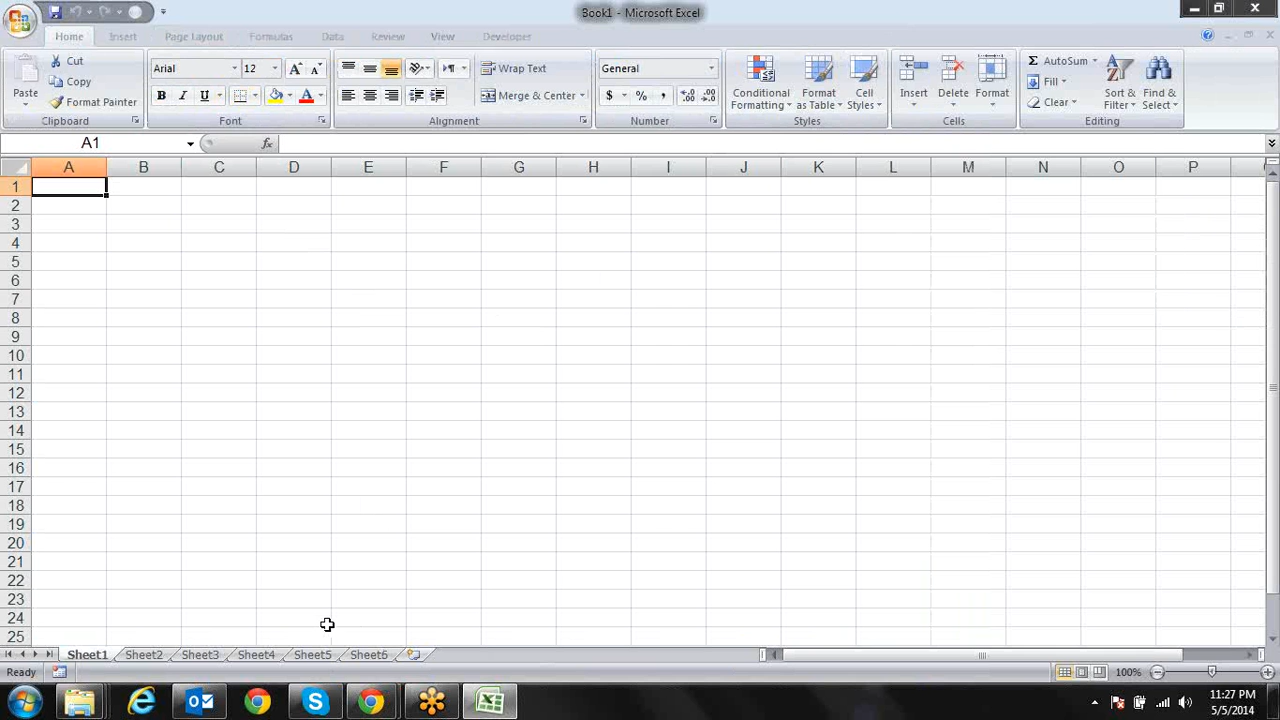 Book1 - Microsoft Excel
Home Insert Page Layout Formulas Data Review View Developer
Paste
Cut
Copy
Format Painter
Clipboard
Arial 12
B I U A
Font
Wrap Text
Merge & Center
Alignment
General
$ % ,
Number
Conditional Formatting
Format as Table
Cell Styles
Styles
Insert Delete Format
Cells
AutoSum
Fill
Clear
Sort & Filter
Find & Select
Editing
A1 fx
A B C D E F G H I J K L M N O P
1
2
3
4
5
6
7
8
9
10
11
12
13
14
15
16
17
18
19
20
21
22
23
24
25
Sheet1 Sheet2 Sheet3 Sheet4 Sheet5 Sheet6
Ready 100%
11:27 PM
5/5/2014